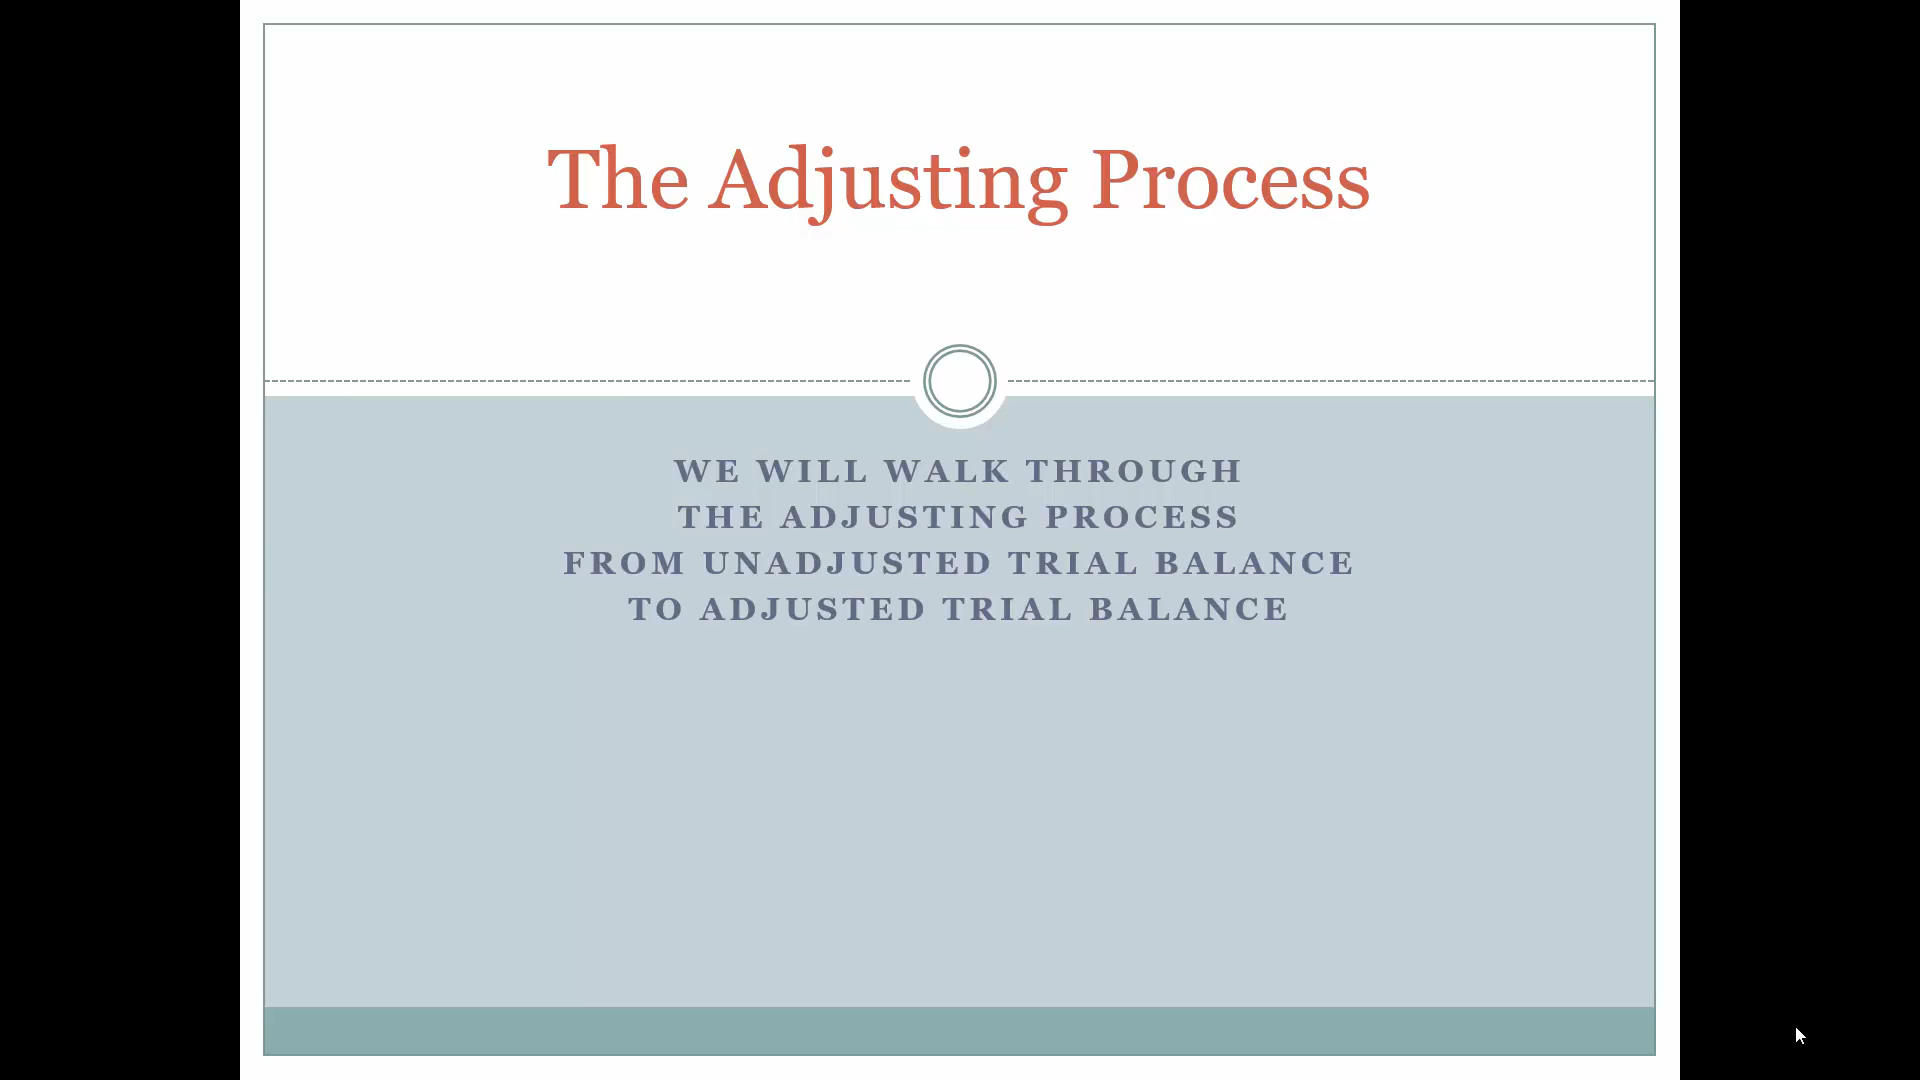 The Adjusting Process
WE WILL WALK THROUGH
THE ADJUSTING PROCESS
FROM UNADJUSTED TRIAL BALANCE
TO ADJUSTED TRIAL BALANCE